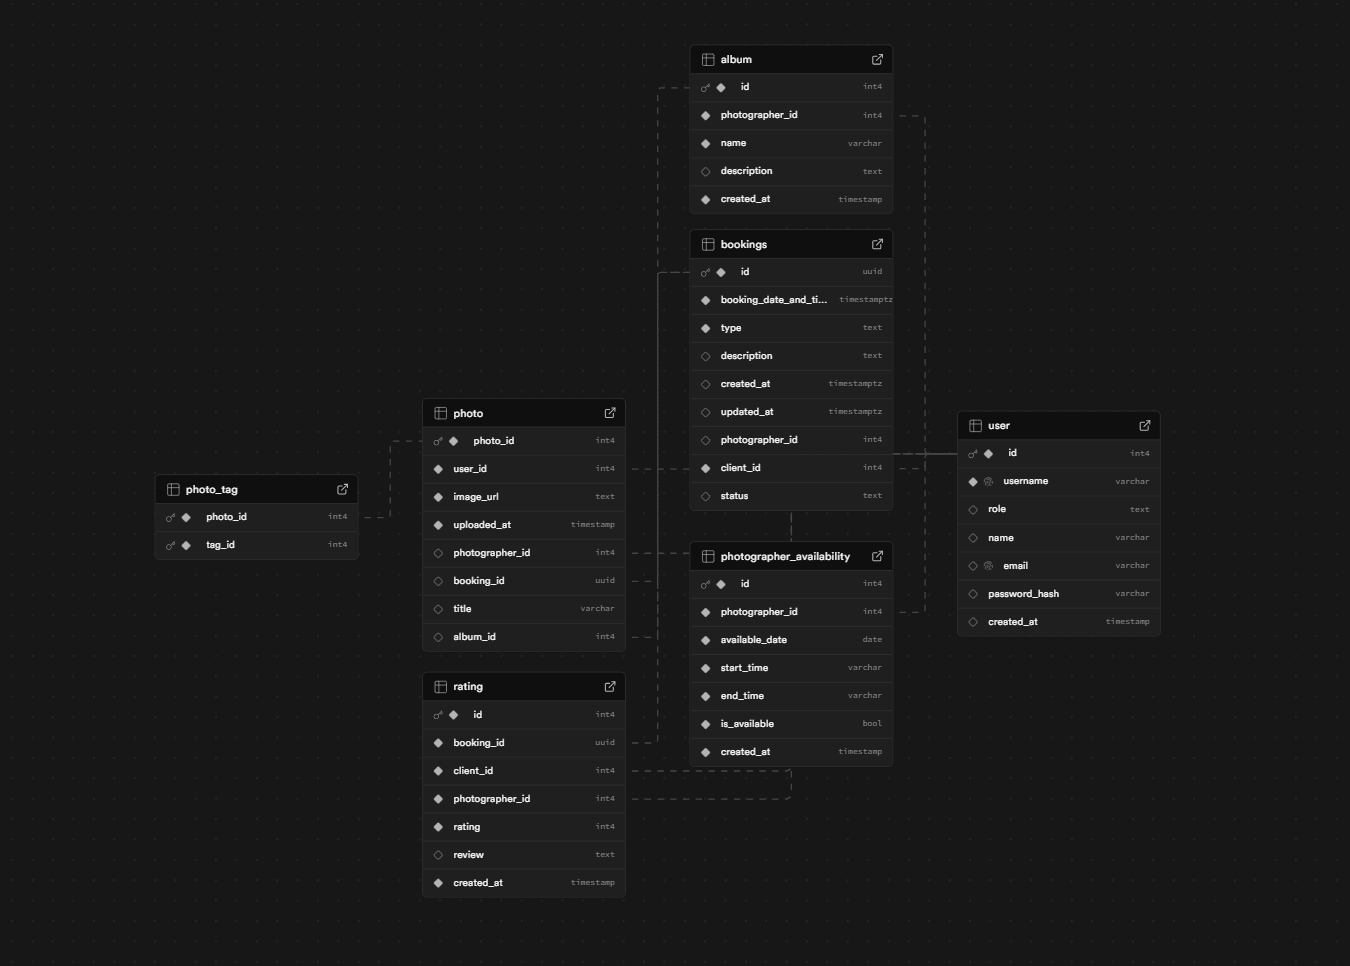 album
id int4
photographer_id int4
name varchar
description text
created_at timestamp
bookings
id uuid
booking_date_and_ti... timestamptz
type text
description text
created_at timestamptz
updated_at timestamptz
photographer_id int4
client_id int4
status text
photo
photo_id int4
user_id int4
image_url text
uploaded_at timestamp
photographer_id int4
booking_id uuid
title varchar
album_id int4
user
id int4
username varchar
role text
name varchar
email varchar
password_hash varchar
created_at timestamp
photo_tag
photo_id int4
tag_id int4
photographer_availability
id int4
photographer_id int4
available_date date
start_time varchar
end_time varchar
is_available bool
created_at timestamp
rating
id int4
booking_id uuid
client_id int4
photographer_id int4
rating int4
review text
created_at timestamp